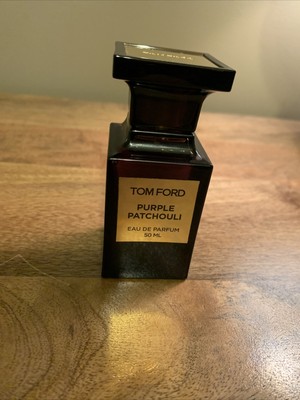 TOM FORD
PURPLE
PATCHOULI
EAU DE PARFUM
50 ML